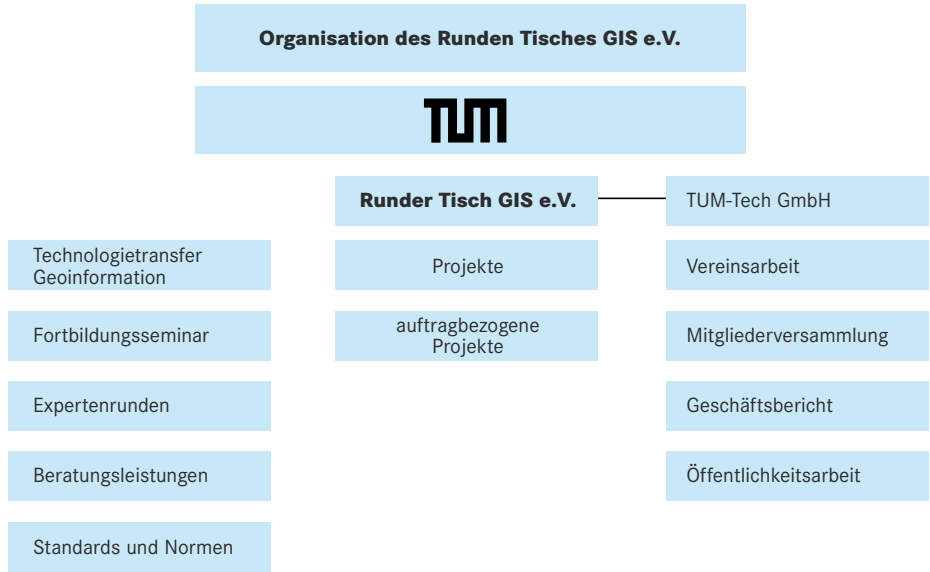 Organisation des Runden Tisches GIS e.V.
TUM
Runder Tisch GIS e.V.
TUM-Tech GmbH
Technologietransfer
Geoinformation
Projekte
Vereinsarbeit
Fortbildungsseminar
auftragbezogene
Projekte
Mitgliederversammlung
Expertenrunden
Geschäftsbericht
Beratungsleistungen
Öffentlichkeitsarbeit
Standards und Normen